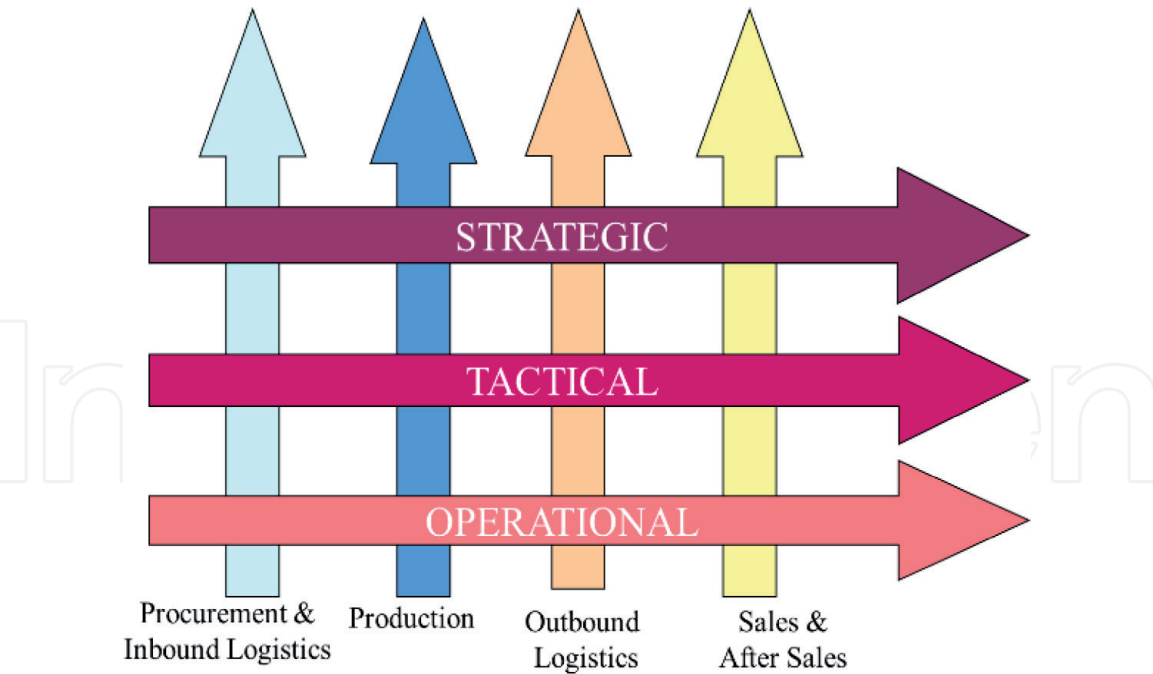 STRATEGIC
TACTICAL
OPERATIONAL
Procurement &
Inbound Logistics
Production
Outbound
Logistics
Sales &
After Sales